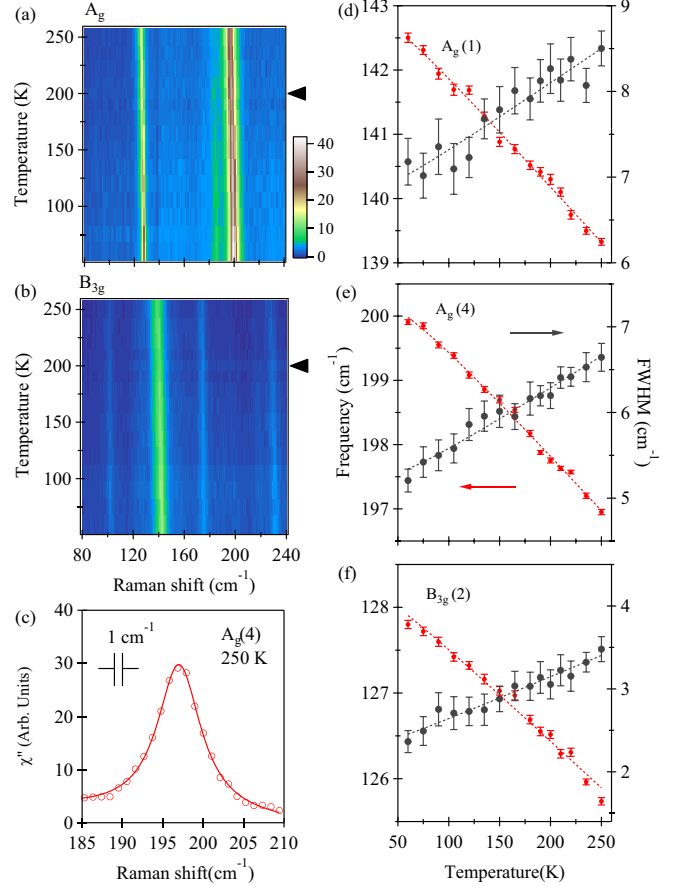 (a)
A_g
250
200
150
100
Temperature (K)
40
30
20
10
0
(b)
B_3g
250
200
150
100
Temperature (K)
80
120
160
200
240
Raman shift (cm⁻¹)
(c)
1 cm⁻¹
A_g(4)
250 K
40
30
20
10
0
χ'' (Arb. Units)
185
190
195
200
205
210
Raman shift(cm⁻¹)
(d)
A_g(1)
143
142
141
140
139
9
8
7
6
(e)
A_g(4)
200
199
198
197
7
6
5
Frequency (cm⁻¹)
FWHM (cm⁻¹)
(f)
B_3g(2)
128
127
126
4
3
2
50
100
150
200
250
Temperature(K)